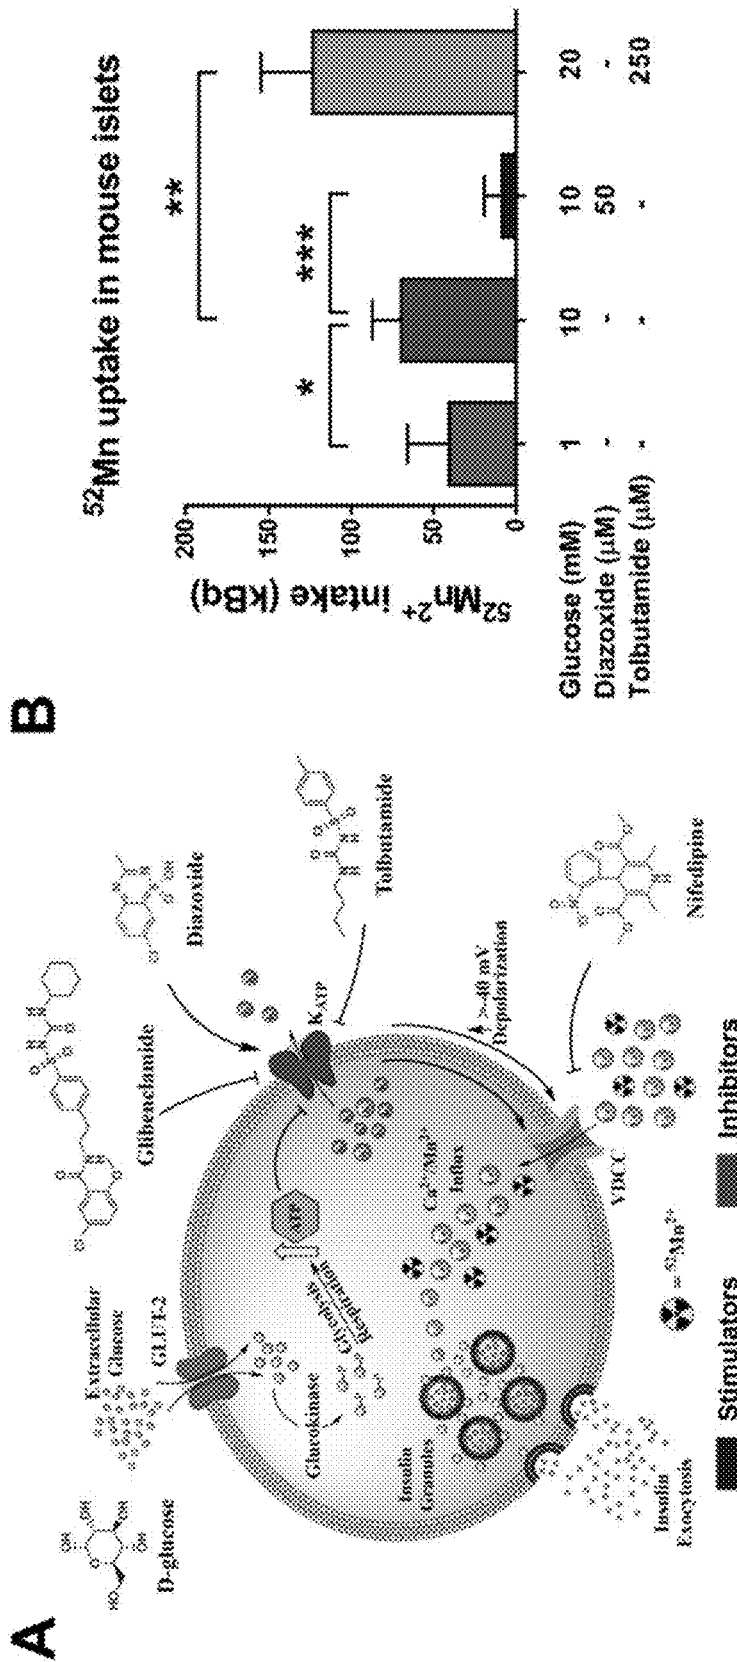 A
D-glucose
Extracellular
Glucose
GLUT-2
Glibenclamide
Diazoxide
Tolbutamide
K_ATP
ATP
Glucokinase
Glycolysis
Respiration
>-40 mV
Depolarization
Ca²⁺/Mn²⁺
Influx
Insulin
Granules
VDCC
Nifedipine
Insulin
Exocytosis
= ⁵²Mn²⁺
Stimulators
Inhibitors
B
⁵²Mn uptake in mouse islets
**
* ***
⁵²Mn²⁺ intake (kBq)
200
150
100
50
0
Glucose (mM) 1 10 10 20
Diazoxide (µM) - - 50 -
Tolbutamide (µM) - - - 250